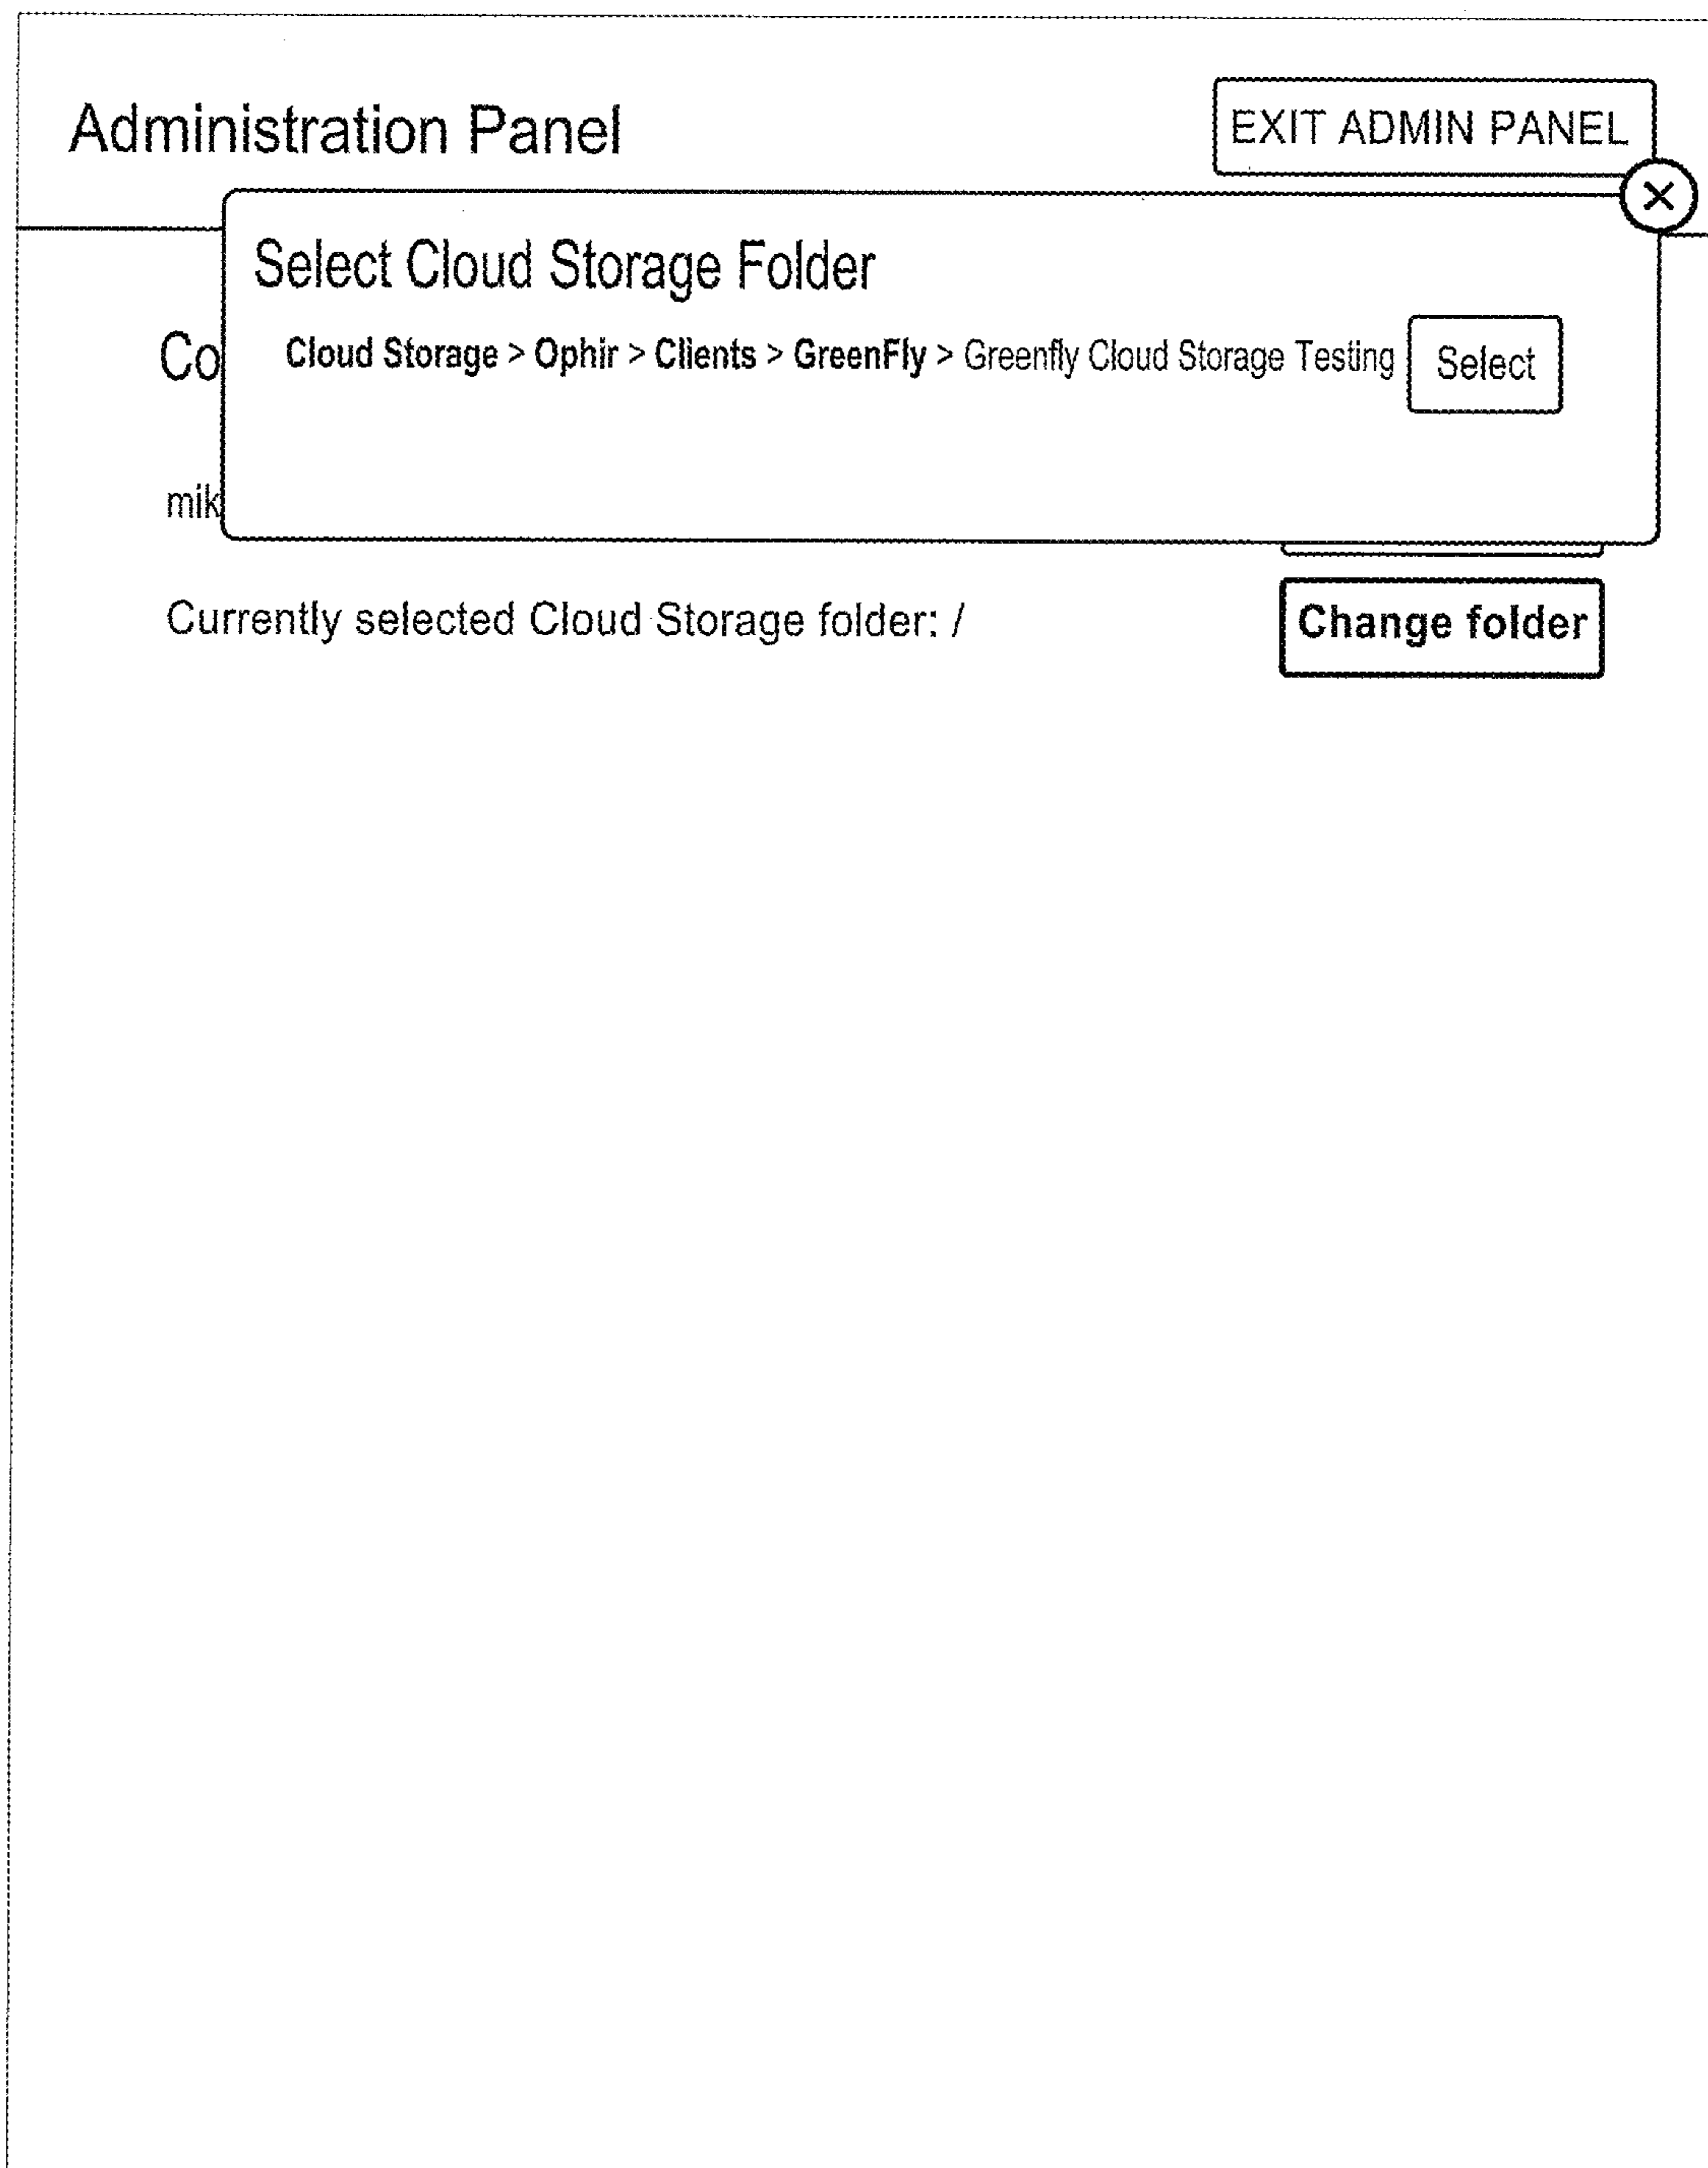 Administration Panel
EXIT ADMIN PANEL
Select Cloud Storage Folder
Co
Cloud Storage > Ophir > Clients > GreenFly > Greenfly Cloud Storage Testing
Select
mik
Currently selected Cloud Storage folder: /
Change folder